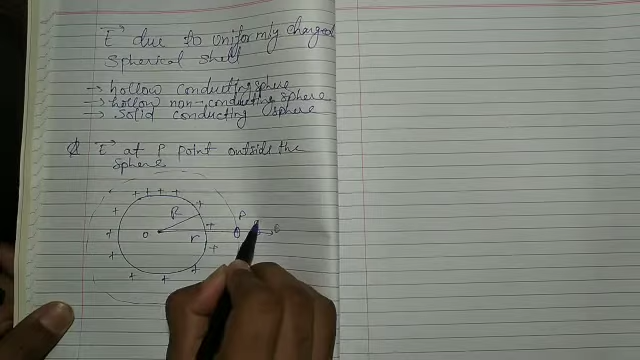 E→ due to uniformly charged
Spherical shell
→ hollow conducting sphere
→ hollow non-conducting sphere
→ solid conducting sphere
Q E→ at P point outside the
sphere
+ + + +
+ +
R P
+ +
O r E
+ +
+ + +